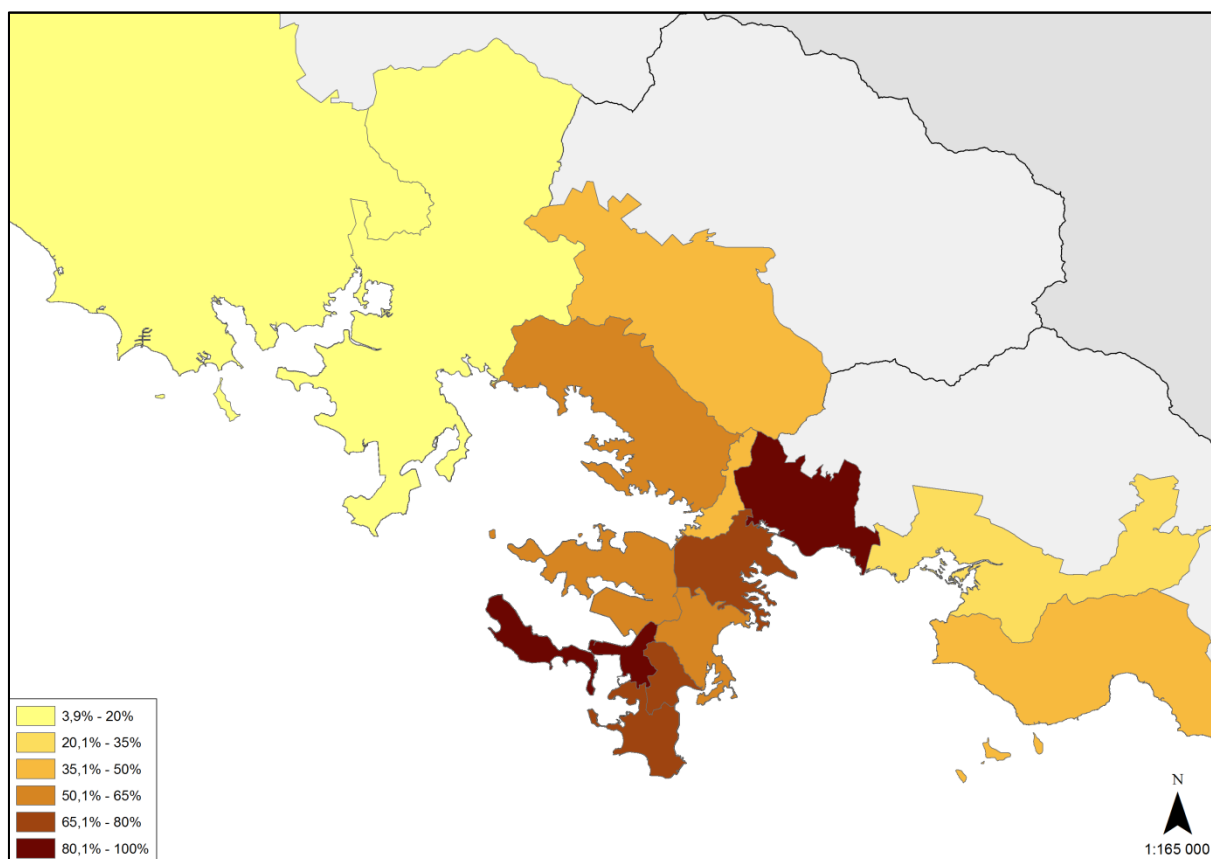 3,9% - 20%
20,1% - 35%
35,1% - 50%
50,1% - 65%
65,1% - 80%
80,1% - 100%
N
1:165 000